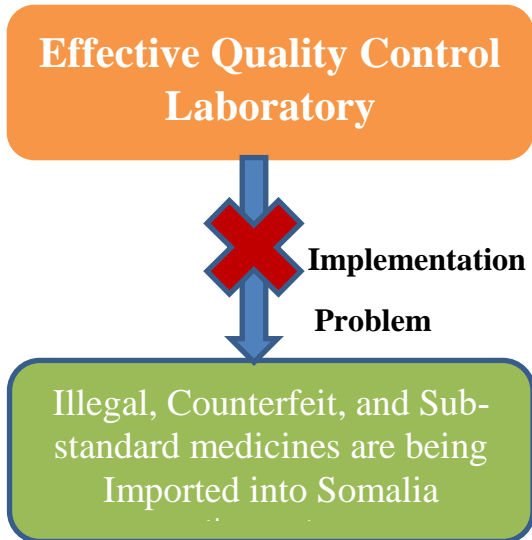 Effective Quality Control
Laboratory
Implementation
Problem
Illegal, Counterfeit, and Sub-
standard medicines are being
Imported into Somalia